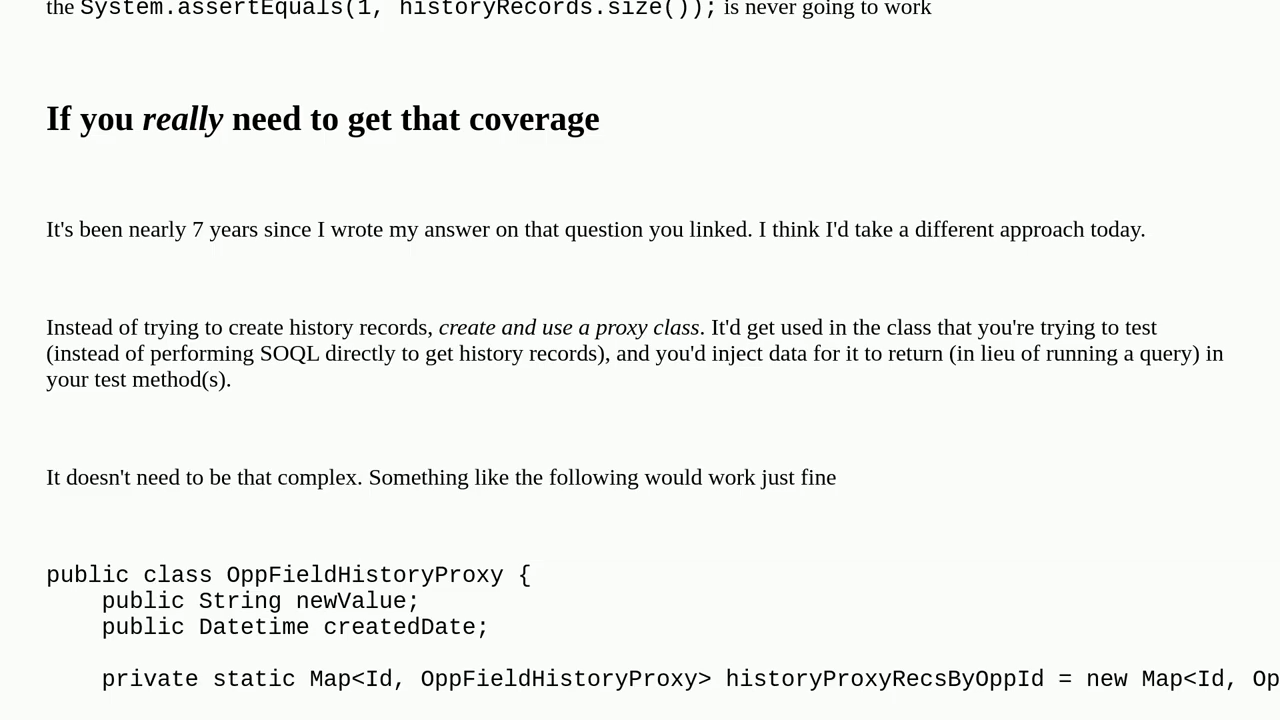 the System.assertEquals(1, historyRecords.size()); is never going to work
If you really need to get that coverage
It's been nearly 7 years since I wrote my answer on that question you linked. I think I'd take a different approach today.
Instead of trying to create history records, create and use a proxy class. It'd get used in the class that you're trying to test
(instead of performing SOQL directly to get history records), and you'd inject data for it to return (in lieu of running a query) in
your test method(s).
It doesn't need to be that complex. Something like the following would work just fine
public class OppFieldHistoryProxy {
    public String newValue;
    public Datetime createdDate;
    private static Map<Id, OppFieldHistoryProxy> historyProxyRecsByOppId = new Map<Id, Op